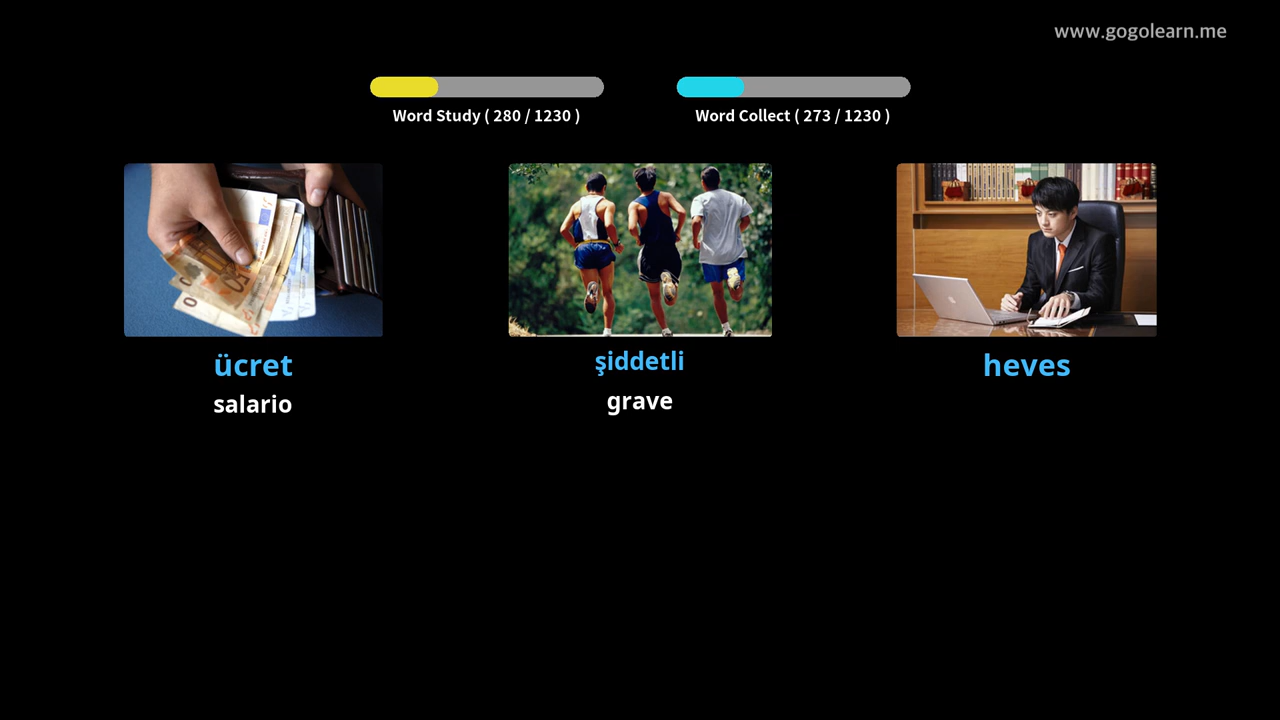 www.gogolearn.me
Word Study ( 280 / 1230 )
Word Collect ( 273 / 1230 )
ücret
salario
şiddetli
grave
heves